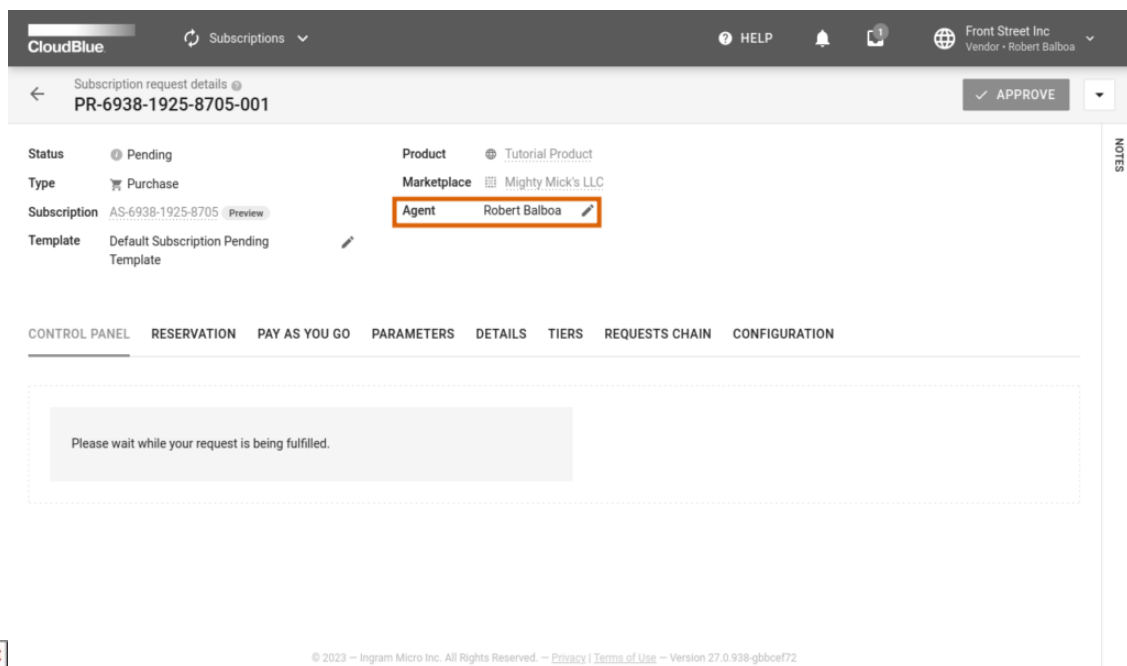 CloudBlue. Subscriptions HELP 1 Front Street Inc
Vendor • Robert Balboa
Subscription request details
PR-6938-1925-8705-001
APPROVE
NOTES
Status Pending Product Tutorial Product
Type Purchase Marketplace Mighty Mick's LLC
Subscription AS-6938-1925-8705 Preview Agent Robert Balboa
Template Default Subscription Pending
Template
CONTROL PANEL RESERVATION PAY AS YOU GO PARAMETERS DETAILS TIERS REQUESTS CHAIN CONFIGURATION
Please wait while your request is being fulfilled.
© 2023 — Ingram Micro Inc. All Rights Reserved. — Privacy | Terms of Use — Version 27.0.938-gbbcef72